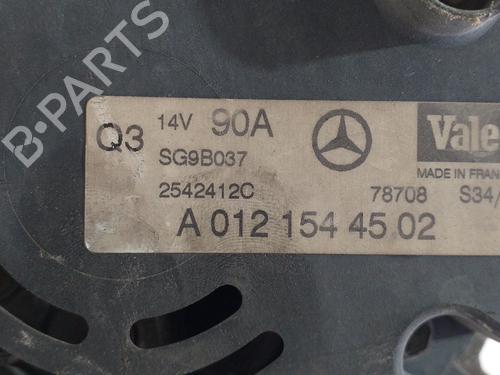 B-PARTS
Q3 14V 90A Vale
SG9B037 MADE IN FRAN
2542412C 78708 S34/
A 012 154 45 02